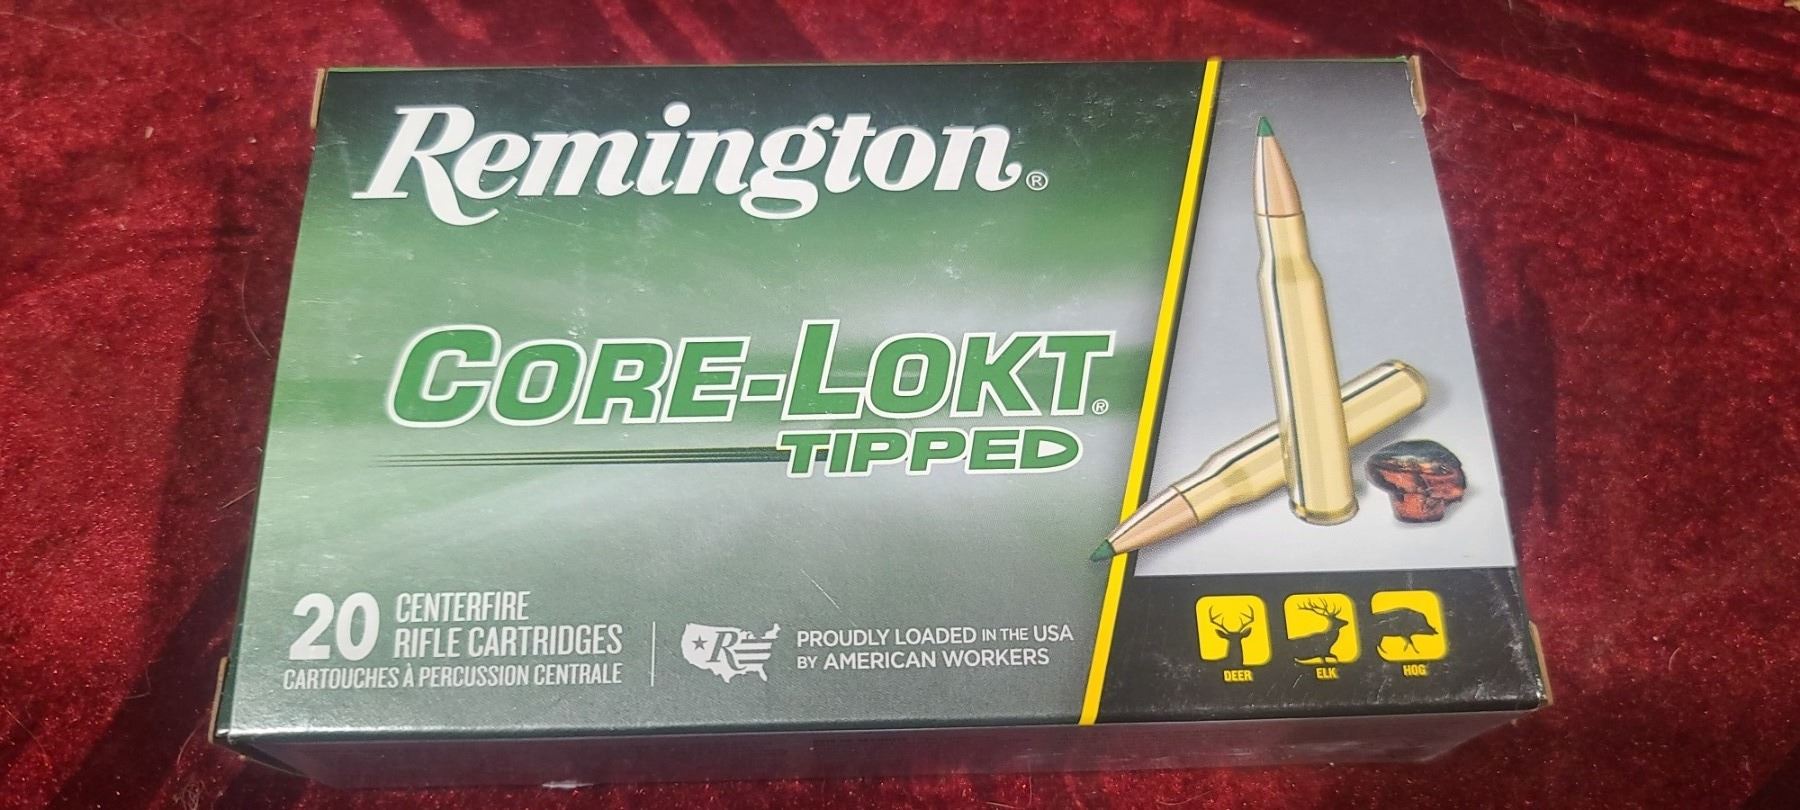 Remington®
CORE-LOKT®
TIPPED
20 CENTERFIRE
RIFLE CARTRIDGES
CARTOUCHES À PERCUSSION CENTRALE
R
PROUDLY LOADED IN THE USA
BY AMERICAN WORKERS
DEER ELK HOG